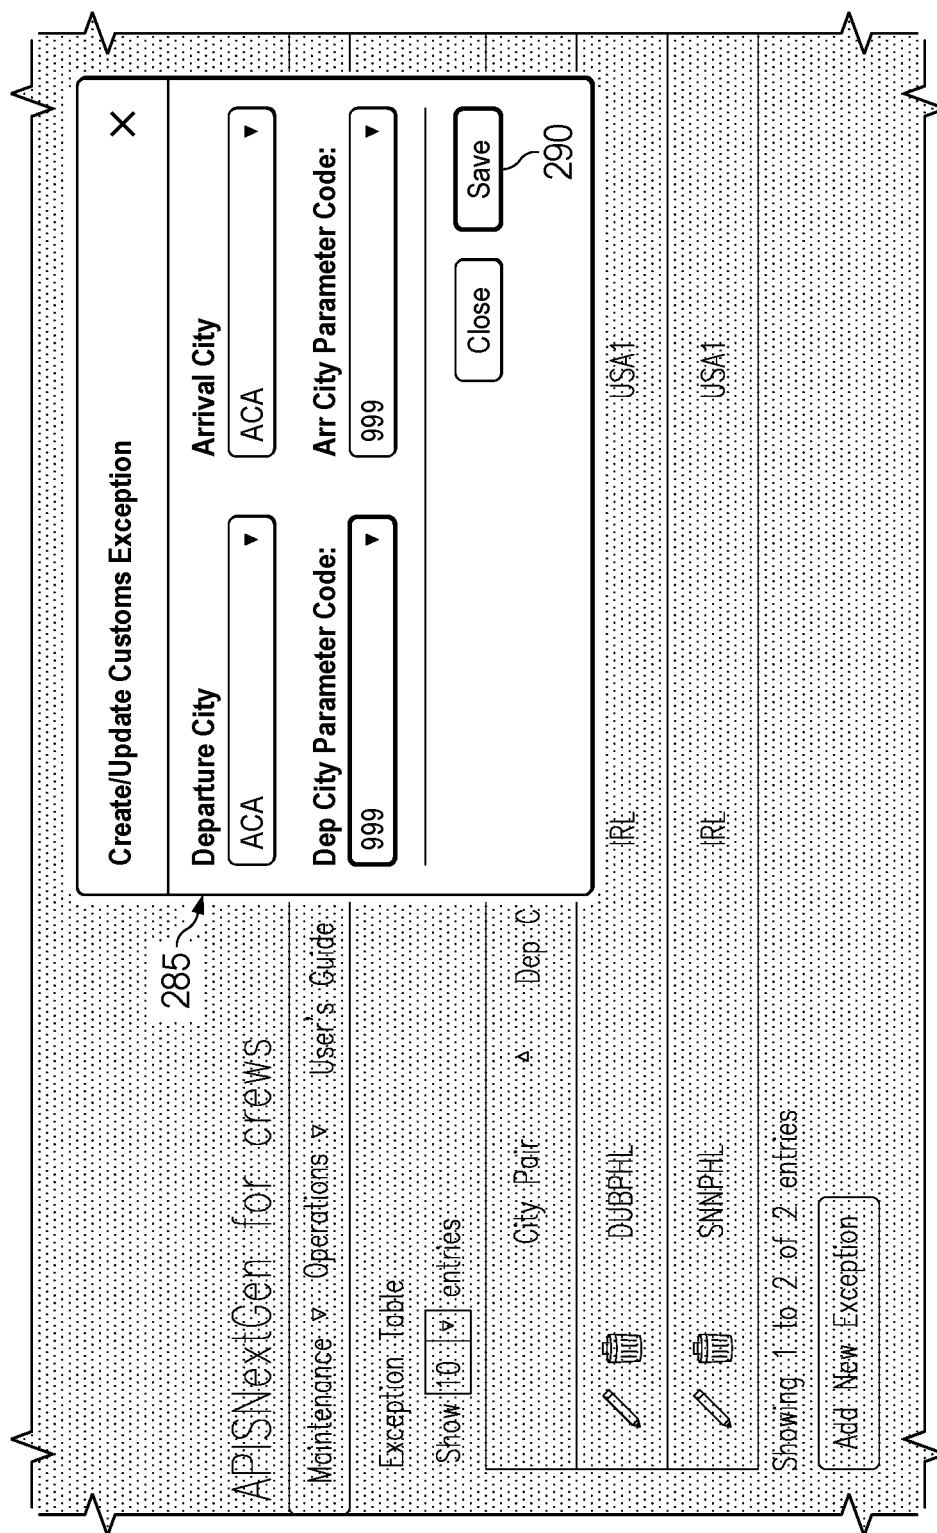 Create/Update Customs Exception
Departure City
Arrival City
ACA
ACA
Dep City Parameter Code:
Arr City Parameter Code:
999
999
Close
Save
290
285
APISNextGen for crews
Maintenance Operations User's Guide
Exception Table
Show 10 entries
City Pair Dep C
DUBPHL IRL USA1
SNNPHL IRL USA1
Showing 1 to 2 of 2 entries
Add New Exception